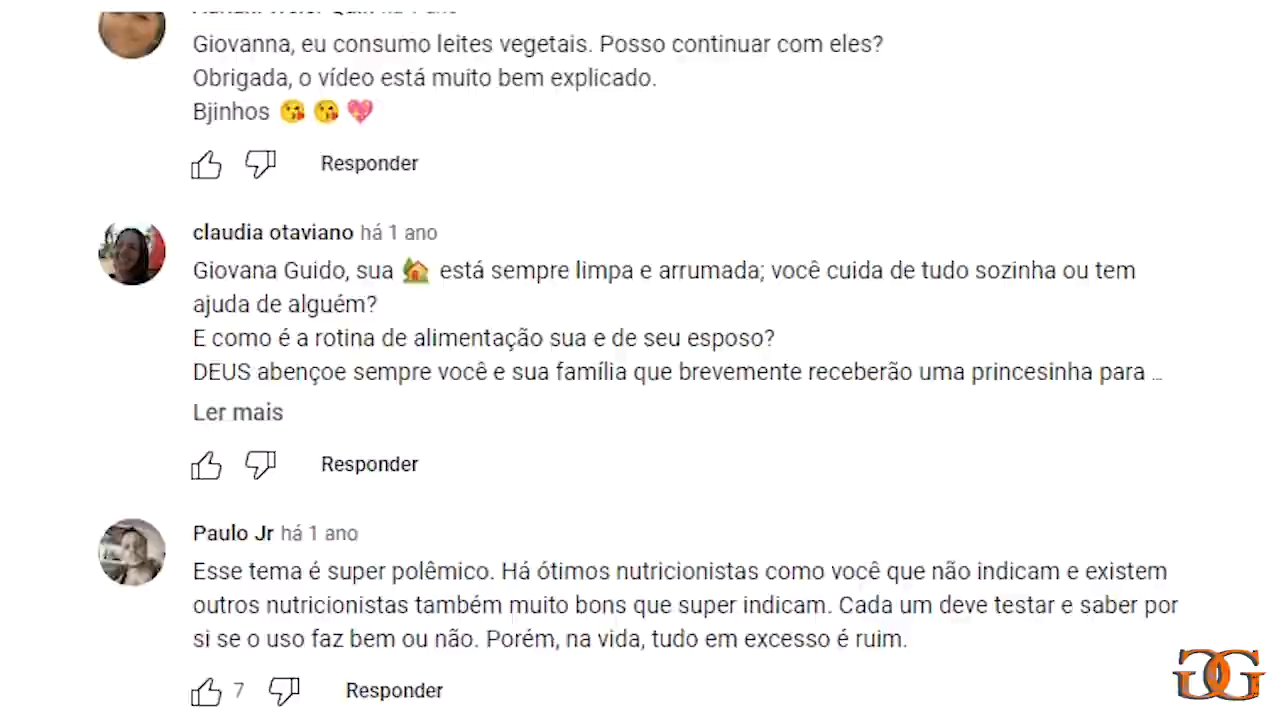 Giovanna, eu consumo leites vegetais. Posso continuar com eles?
Obrigada, o vídeo está muito bem explicado.
Bjinhos 😘 😘 💖
Responder
claudia otaviano há 1 ano
Giovana Guido, sua 🏡 está sempre limpa e arrumada; você cuida de tudo sozinha ou tem
ajuda de alguém?
E como é a rotina de alimentação sua e de seu esposo?
DEUS abençoe sempre você e sua família que brevemente receberão uma princesinha para ...
Ler mais
Responder
Paulo Jr há 1 ano
Esse tema é super polêmico. Há ótimos nutricionistas como você que não indicam e existem
outros nutricionistas também muito bons que super indicam. Cada um deve testar e saber por
si se o uso faz bem ou não. Porém, na vida, tudo em excesso é ruim.
7 Responder
GG